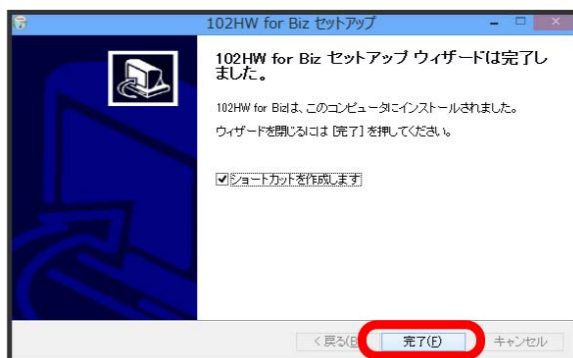 102HW for Biz セットアップ
102HW for Biz セットアップ ウィザードは完了し
ました。
102HW for Bizは、このコンピュータにインストールされました。
ウィザードを閉じるには [完了] を押してください。
ショートカットを作成します
< 戻る(B 完了(F) キャンセル